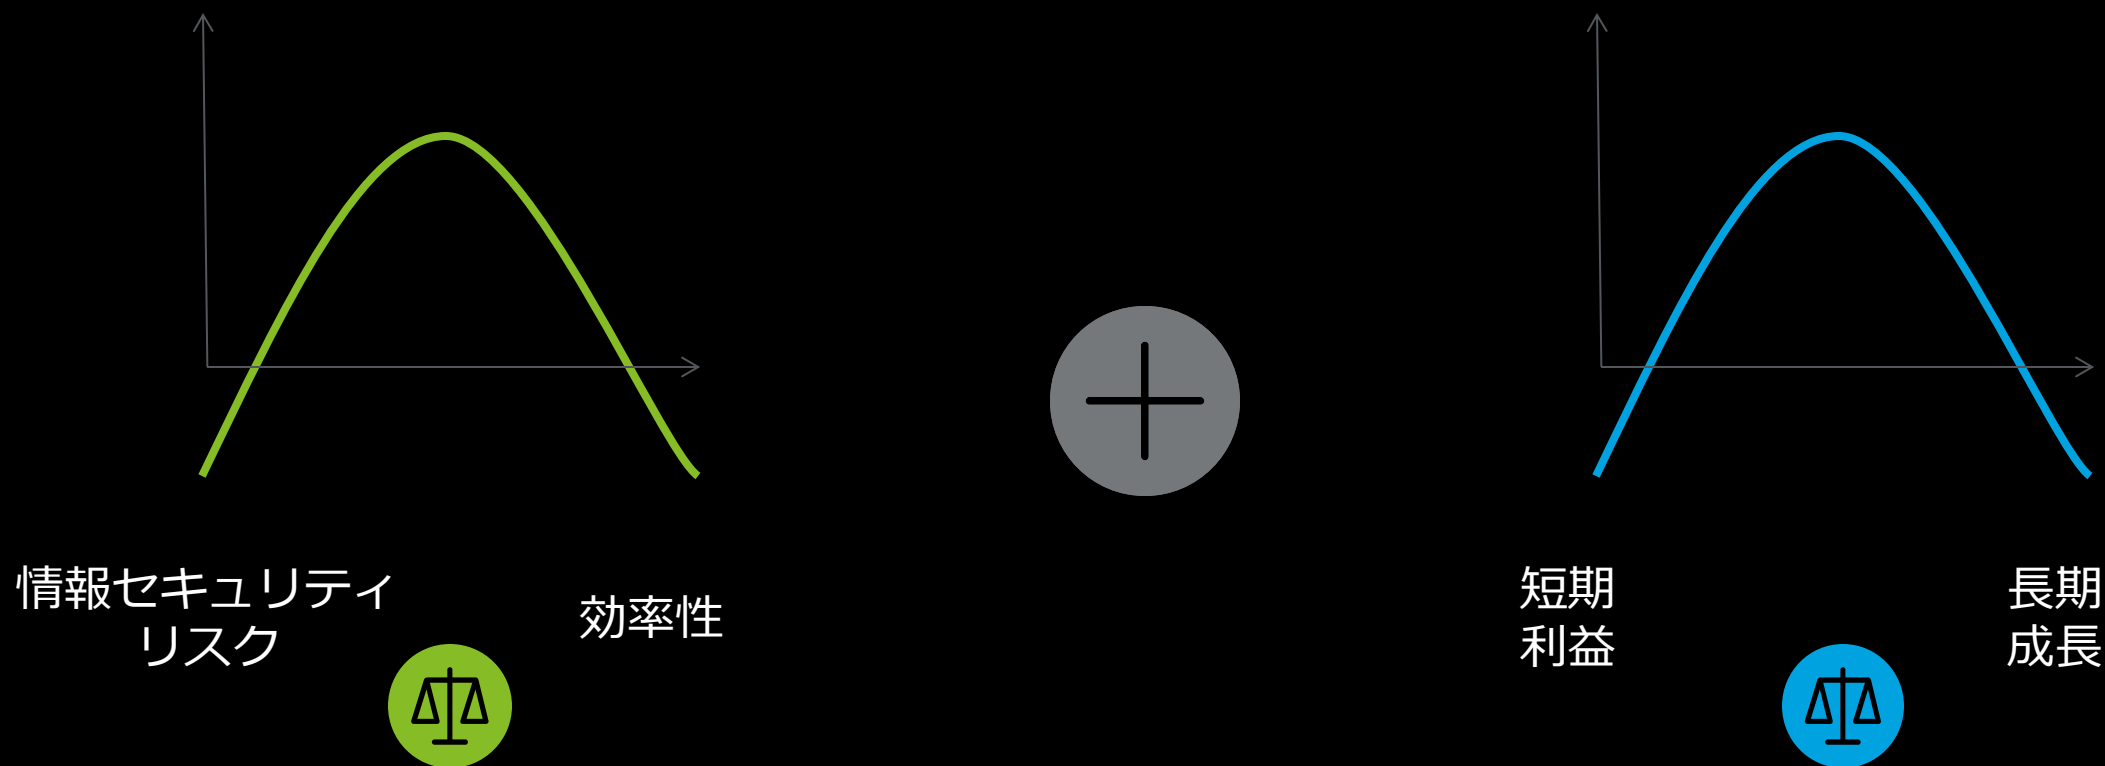 情報セキュリティ
リスク
効率性
短期
利益
長期
成長